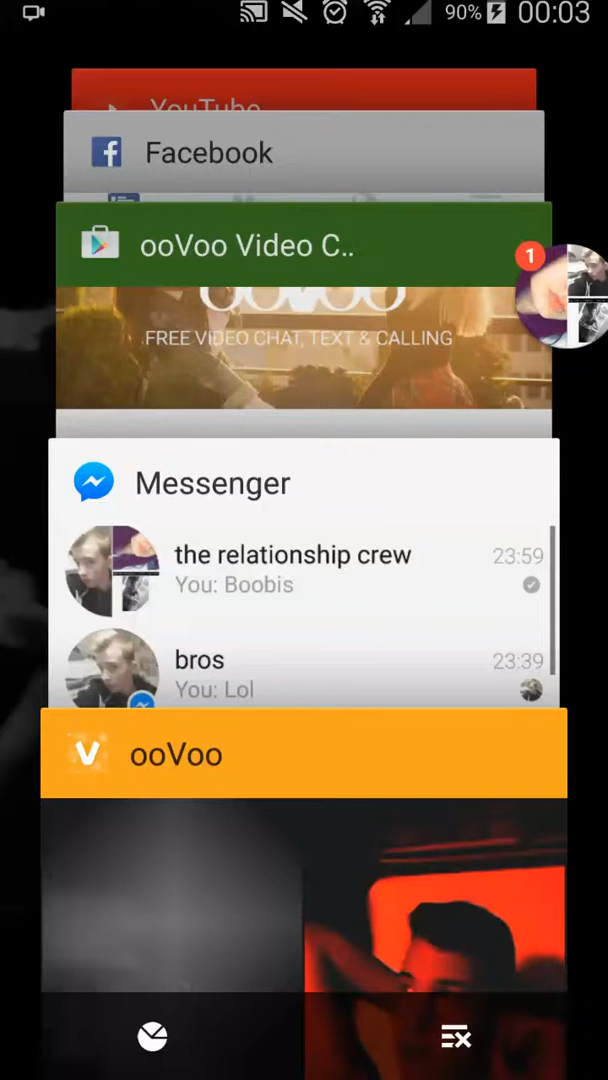 90% 00:03
YouTube
Facebook
ooVoo Video C..
1
ooVoo
FREE VIDEO CHAT, TEXT & CALLING
Messenger
the relationship crew 23:59
You: Boobis
bros 23:39
You: Lol
V ooVoo